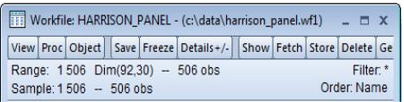 Workfile: HARRISON_PANEL - (c:\data\harrison_panel.wf1)
View Proc Object Save Freeze Details+/- Show Fetch Store Delete Ge
Range: 1 506 Dim(92,30) -- 506 obs Filter: *
Sample: 1 506 -- 506 obs Order: Name